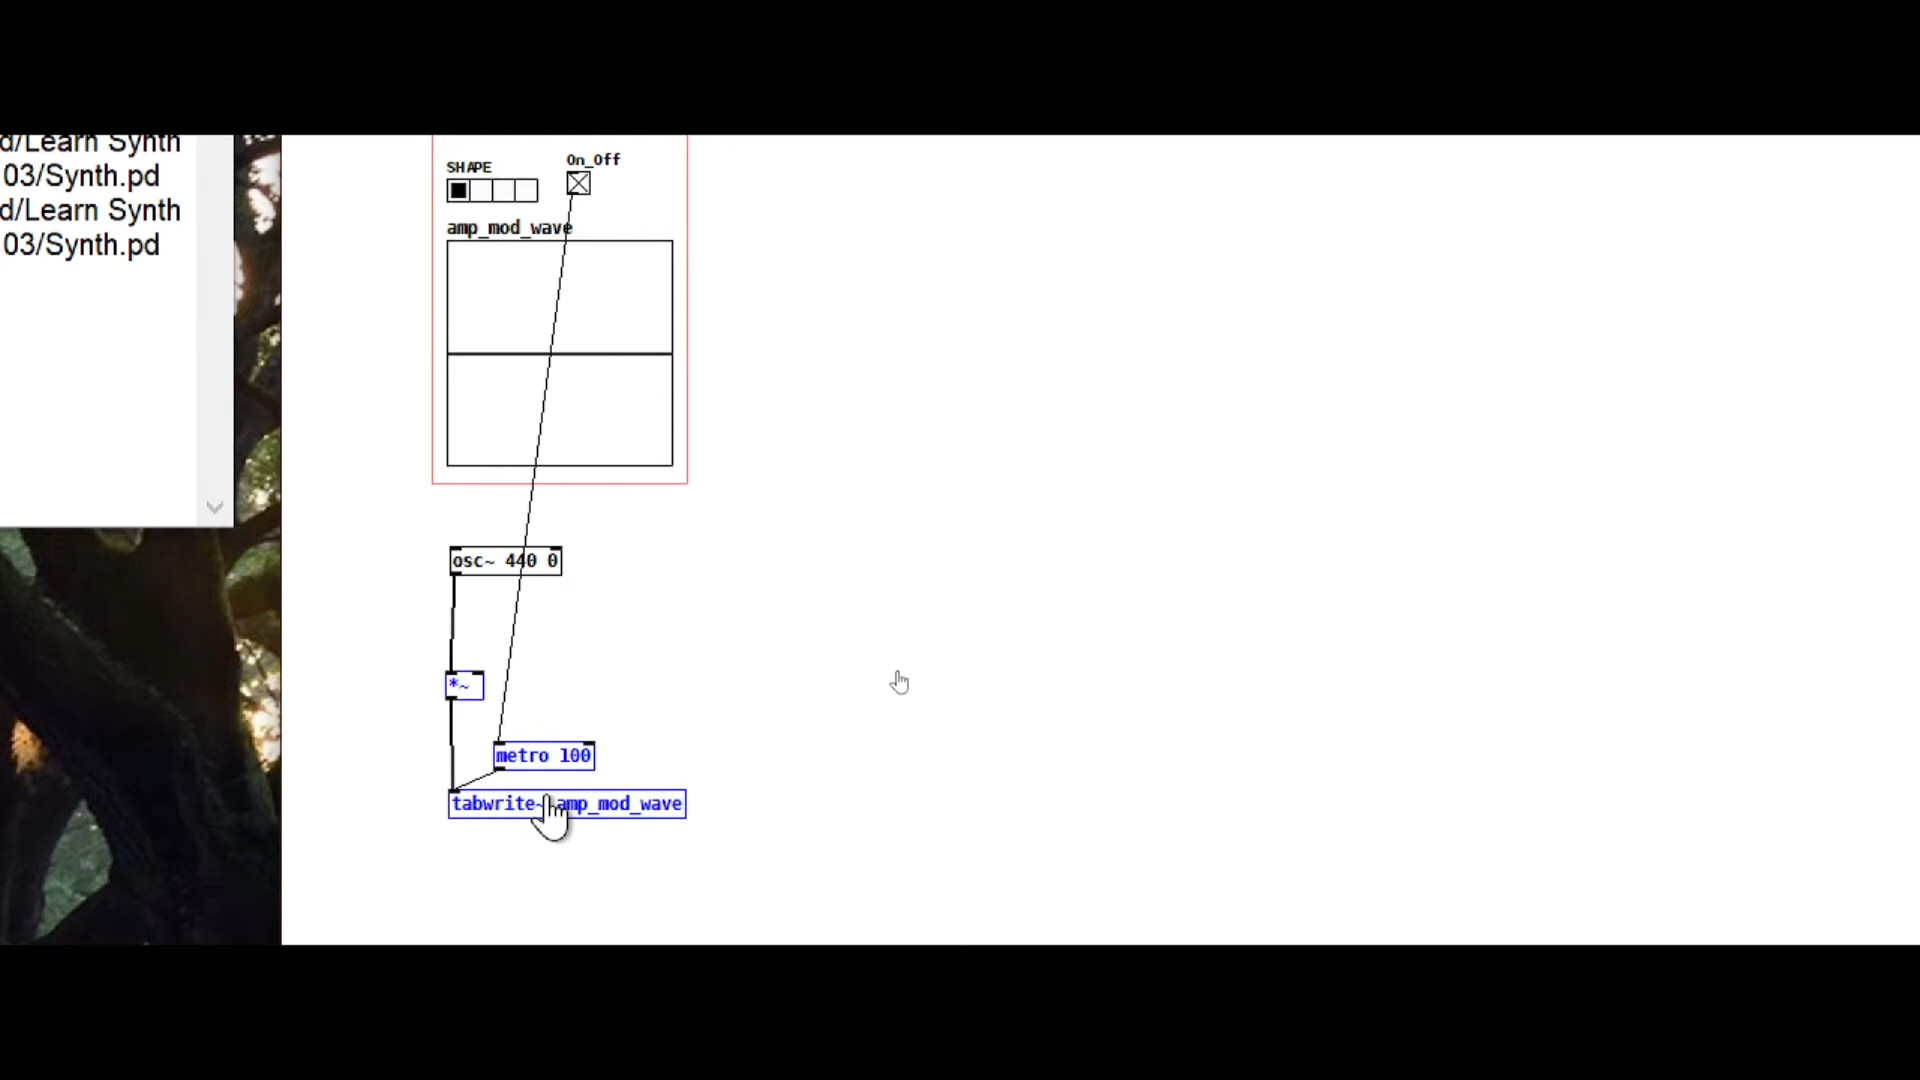 d/Learn Synth
03/Synth.pd
d/Learn Synth
03/Synth.pd
SHAPE
On_Off
amp_mod_wave
osc~ 440 0
*~
metro 100
tabwrite~ amp_mod_wave